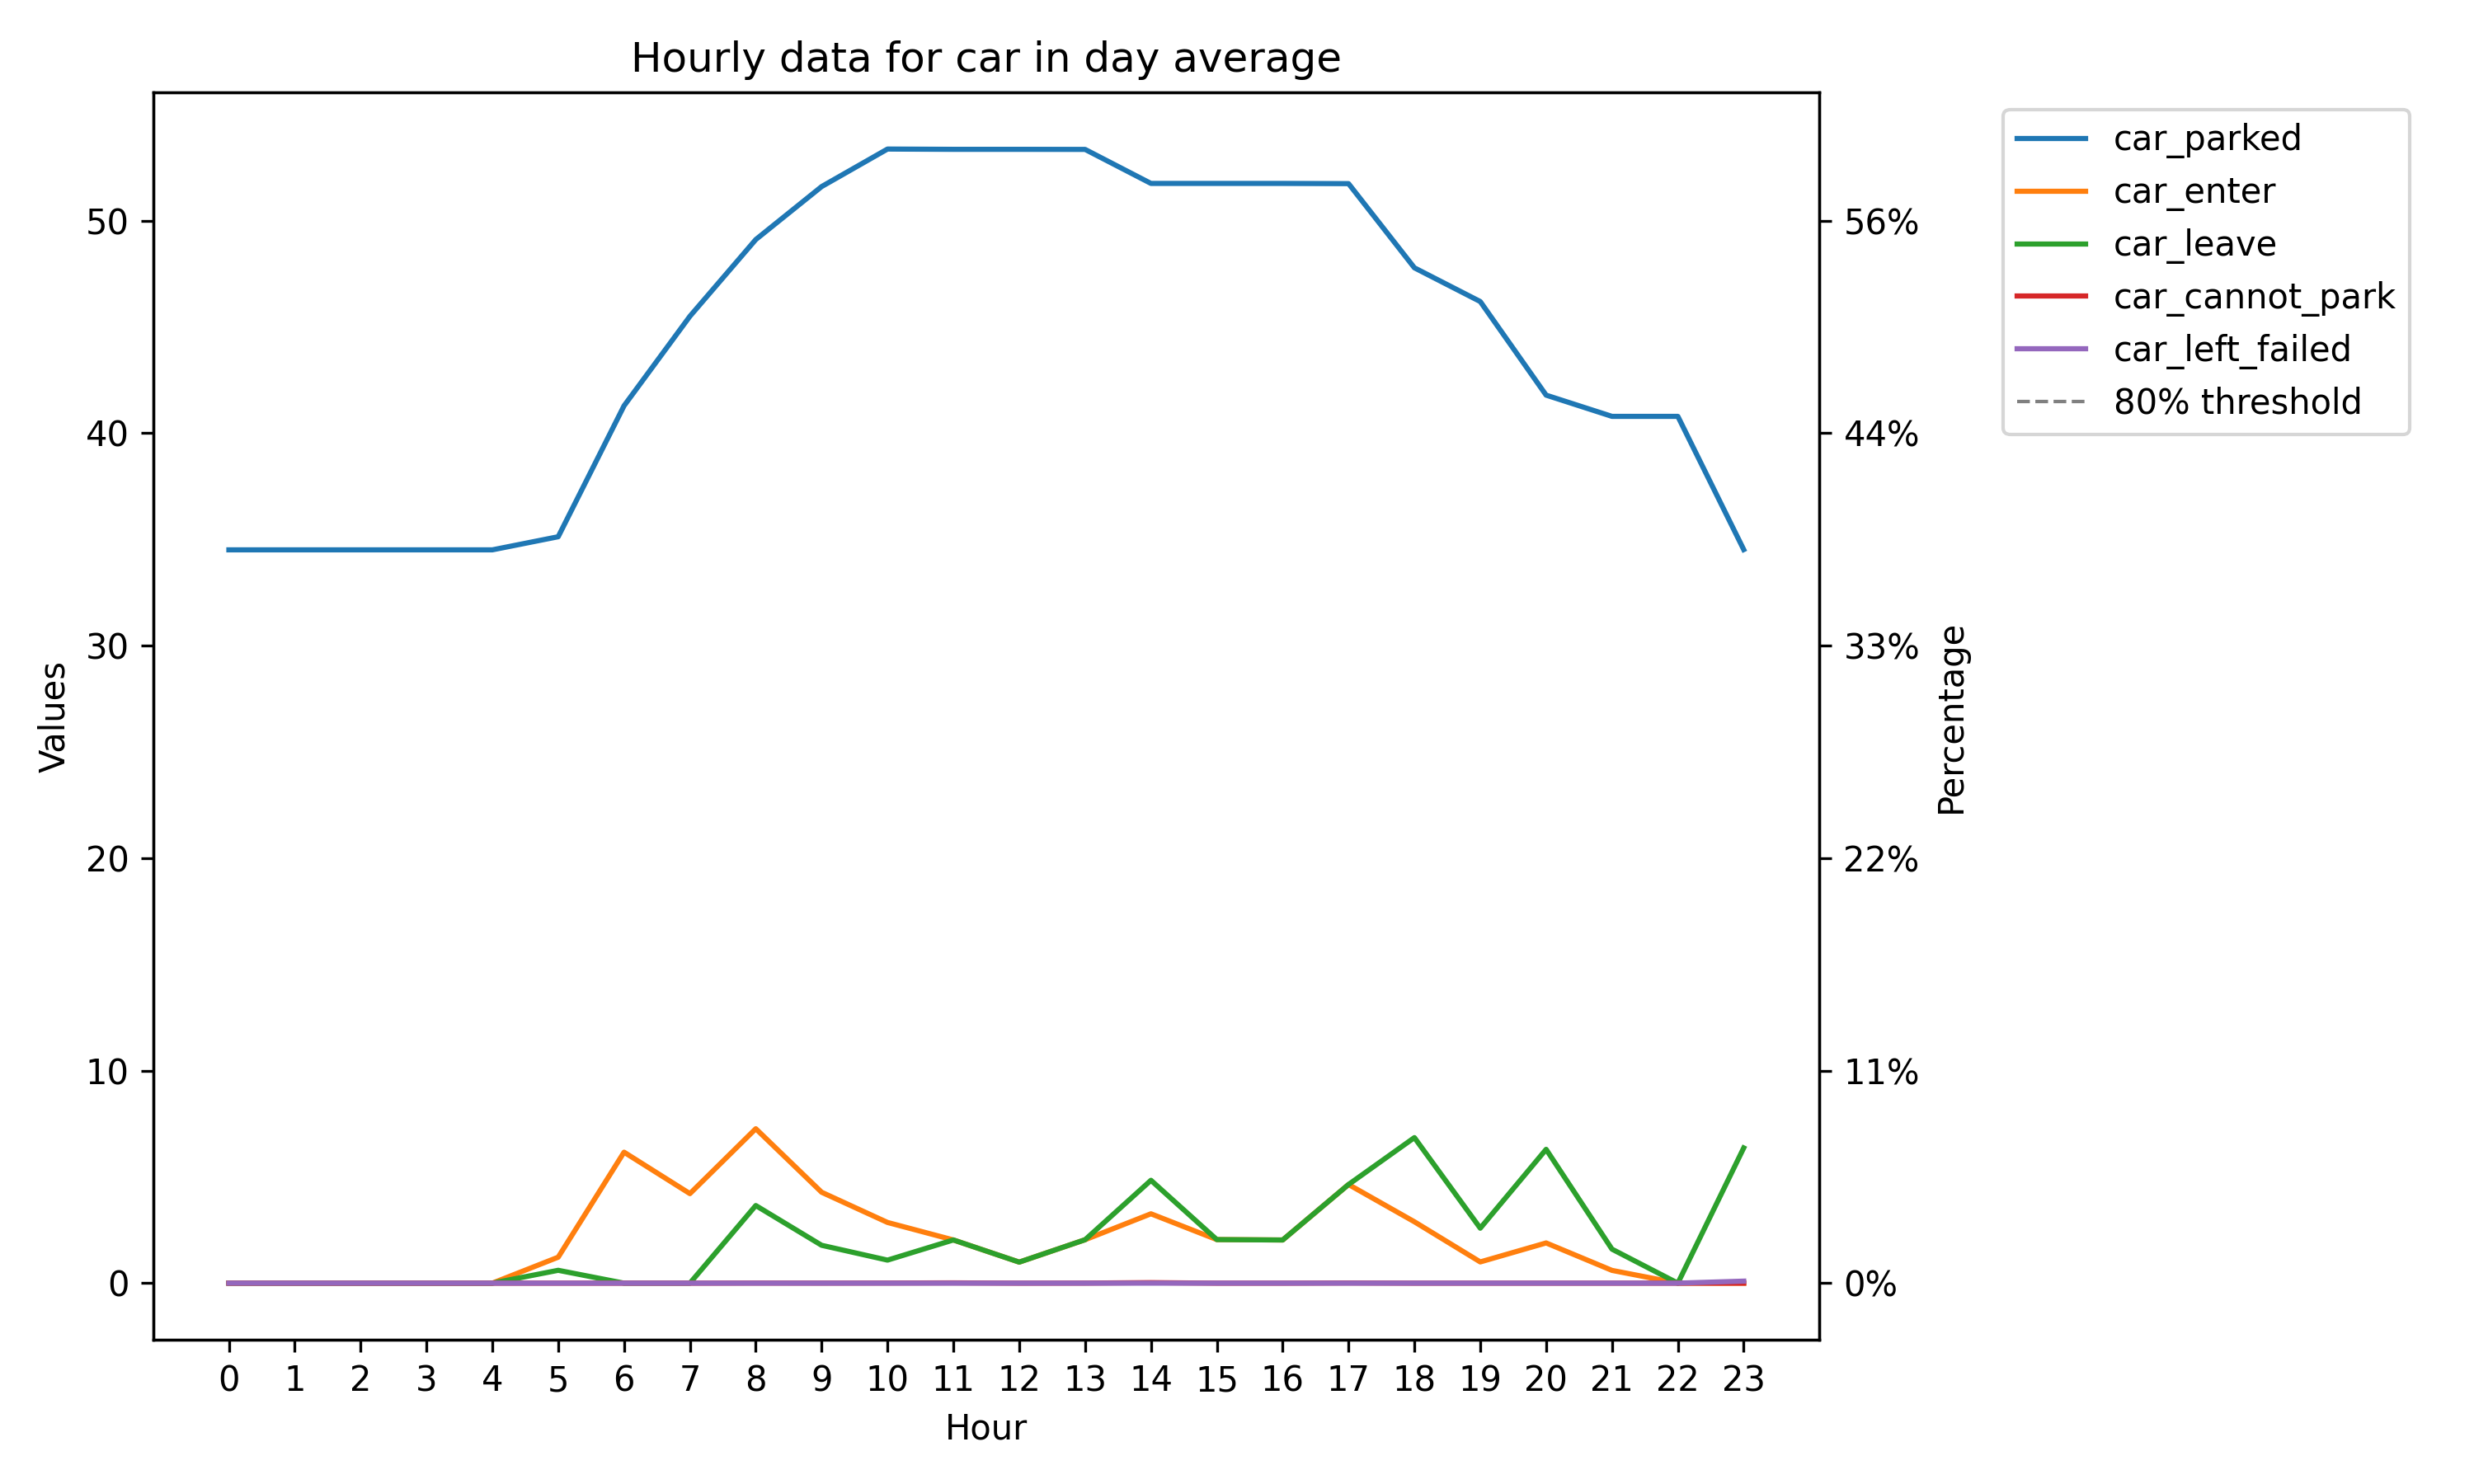 Hourly data for car in day average
car_parked
car_enter
car_leave
car_cannot_park
car_left_failed
80% threshold
Values
50
40
30
20
10
0
56%
44%
33%
22%
11%
0%
Percentage
0 1 2 3 4 5 6 7 8 9 10 11 12 13 14 15 16 17 18 19 20 21 22 23
Hour